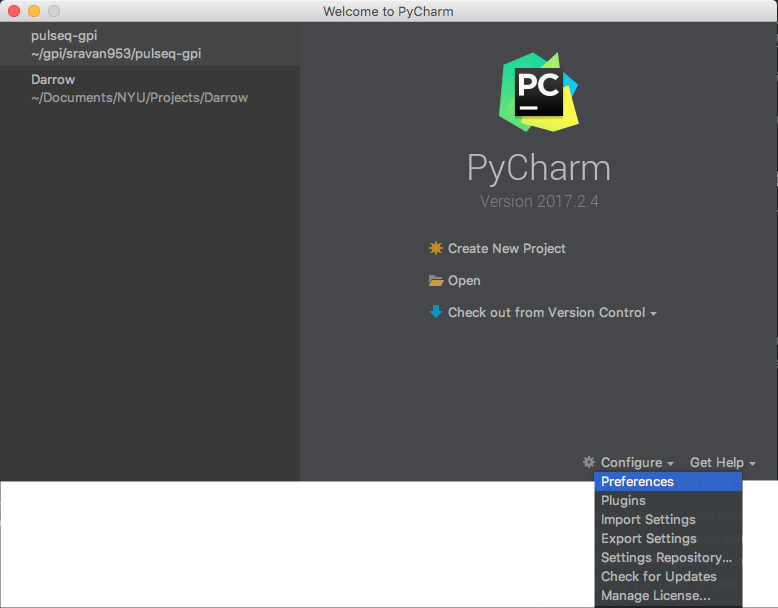 Welcome to PyCharm
pulseq-gpi
~/gpi/sravan953/pulseq-gpi
Darrow
~/Documents/NYU/Projects/Darrow
PC
PyCharm
Version 2017.2.4
Create New Project
Open
Check out from Version Control
Configure
Get Help
Preferences
Plugins
Import Settings
Export Settings
Settings Repository...
Check for Updates
Manage License...